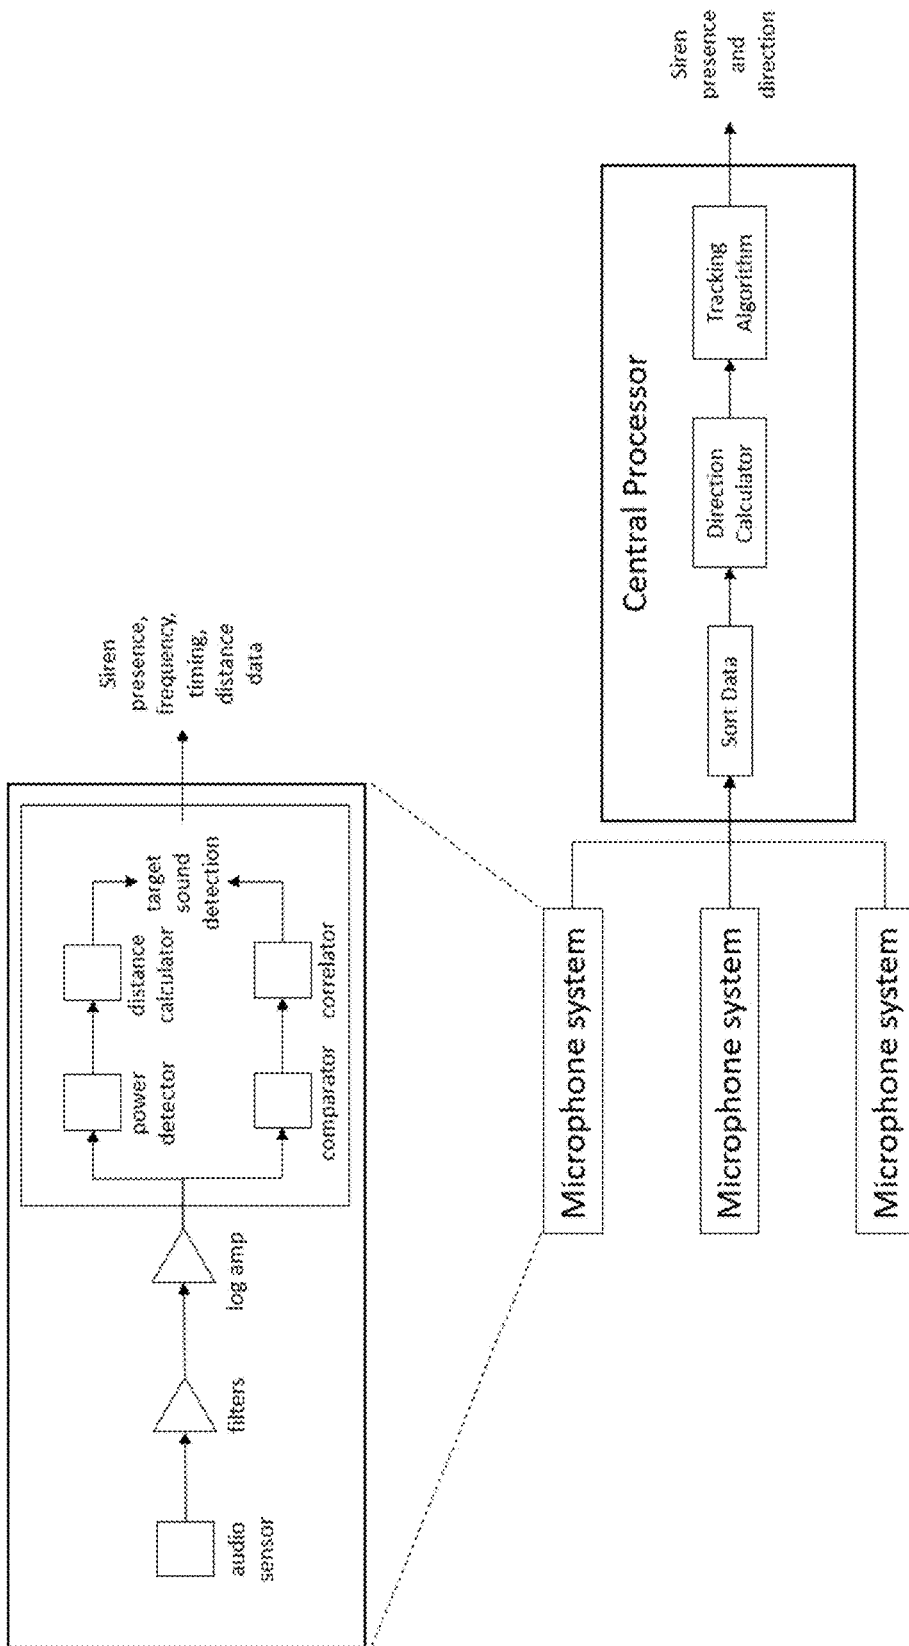 audio
sensor
filters
log amp
power
detector
distance
calculator
comparator
correlator
target
sound
detection
Siren
presence,
frequency,
timing,
distance
data
Microphone system
Microphone system
Microphone system
Central Processor
Sort Data
Direction
Calculator
Tracking
Algorithm
Siren
presence
and
direction